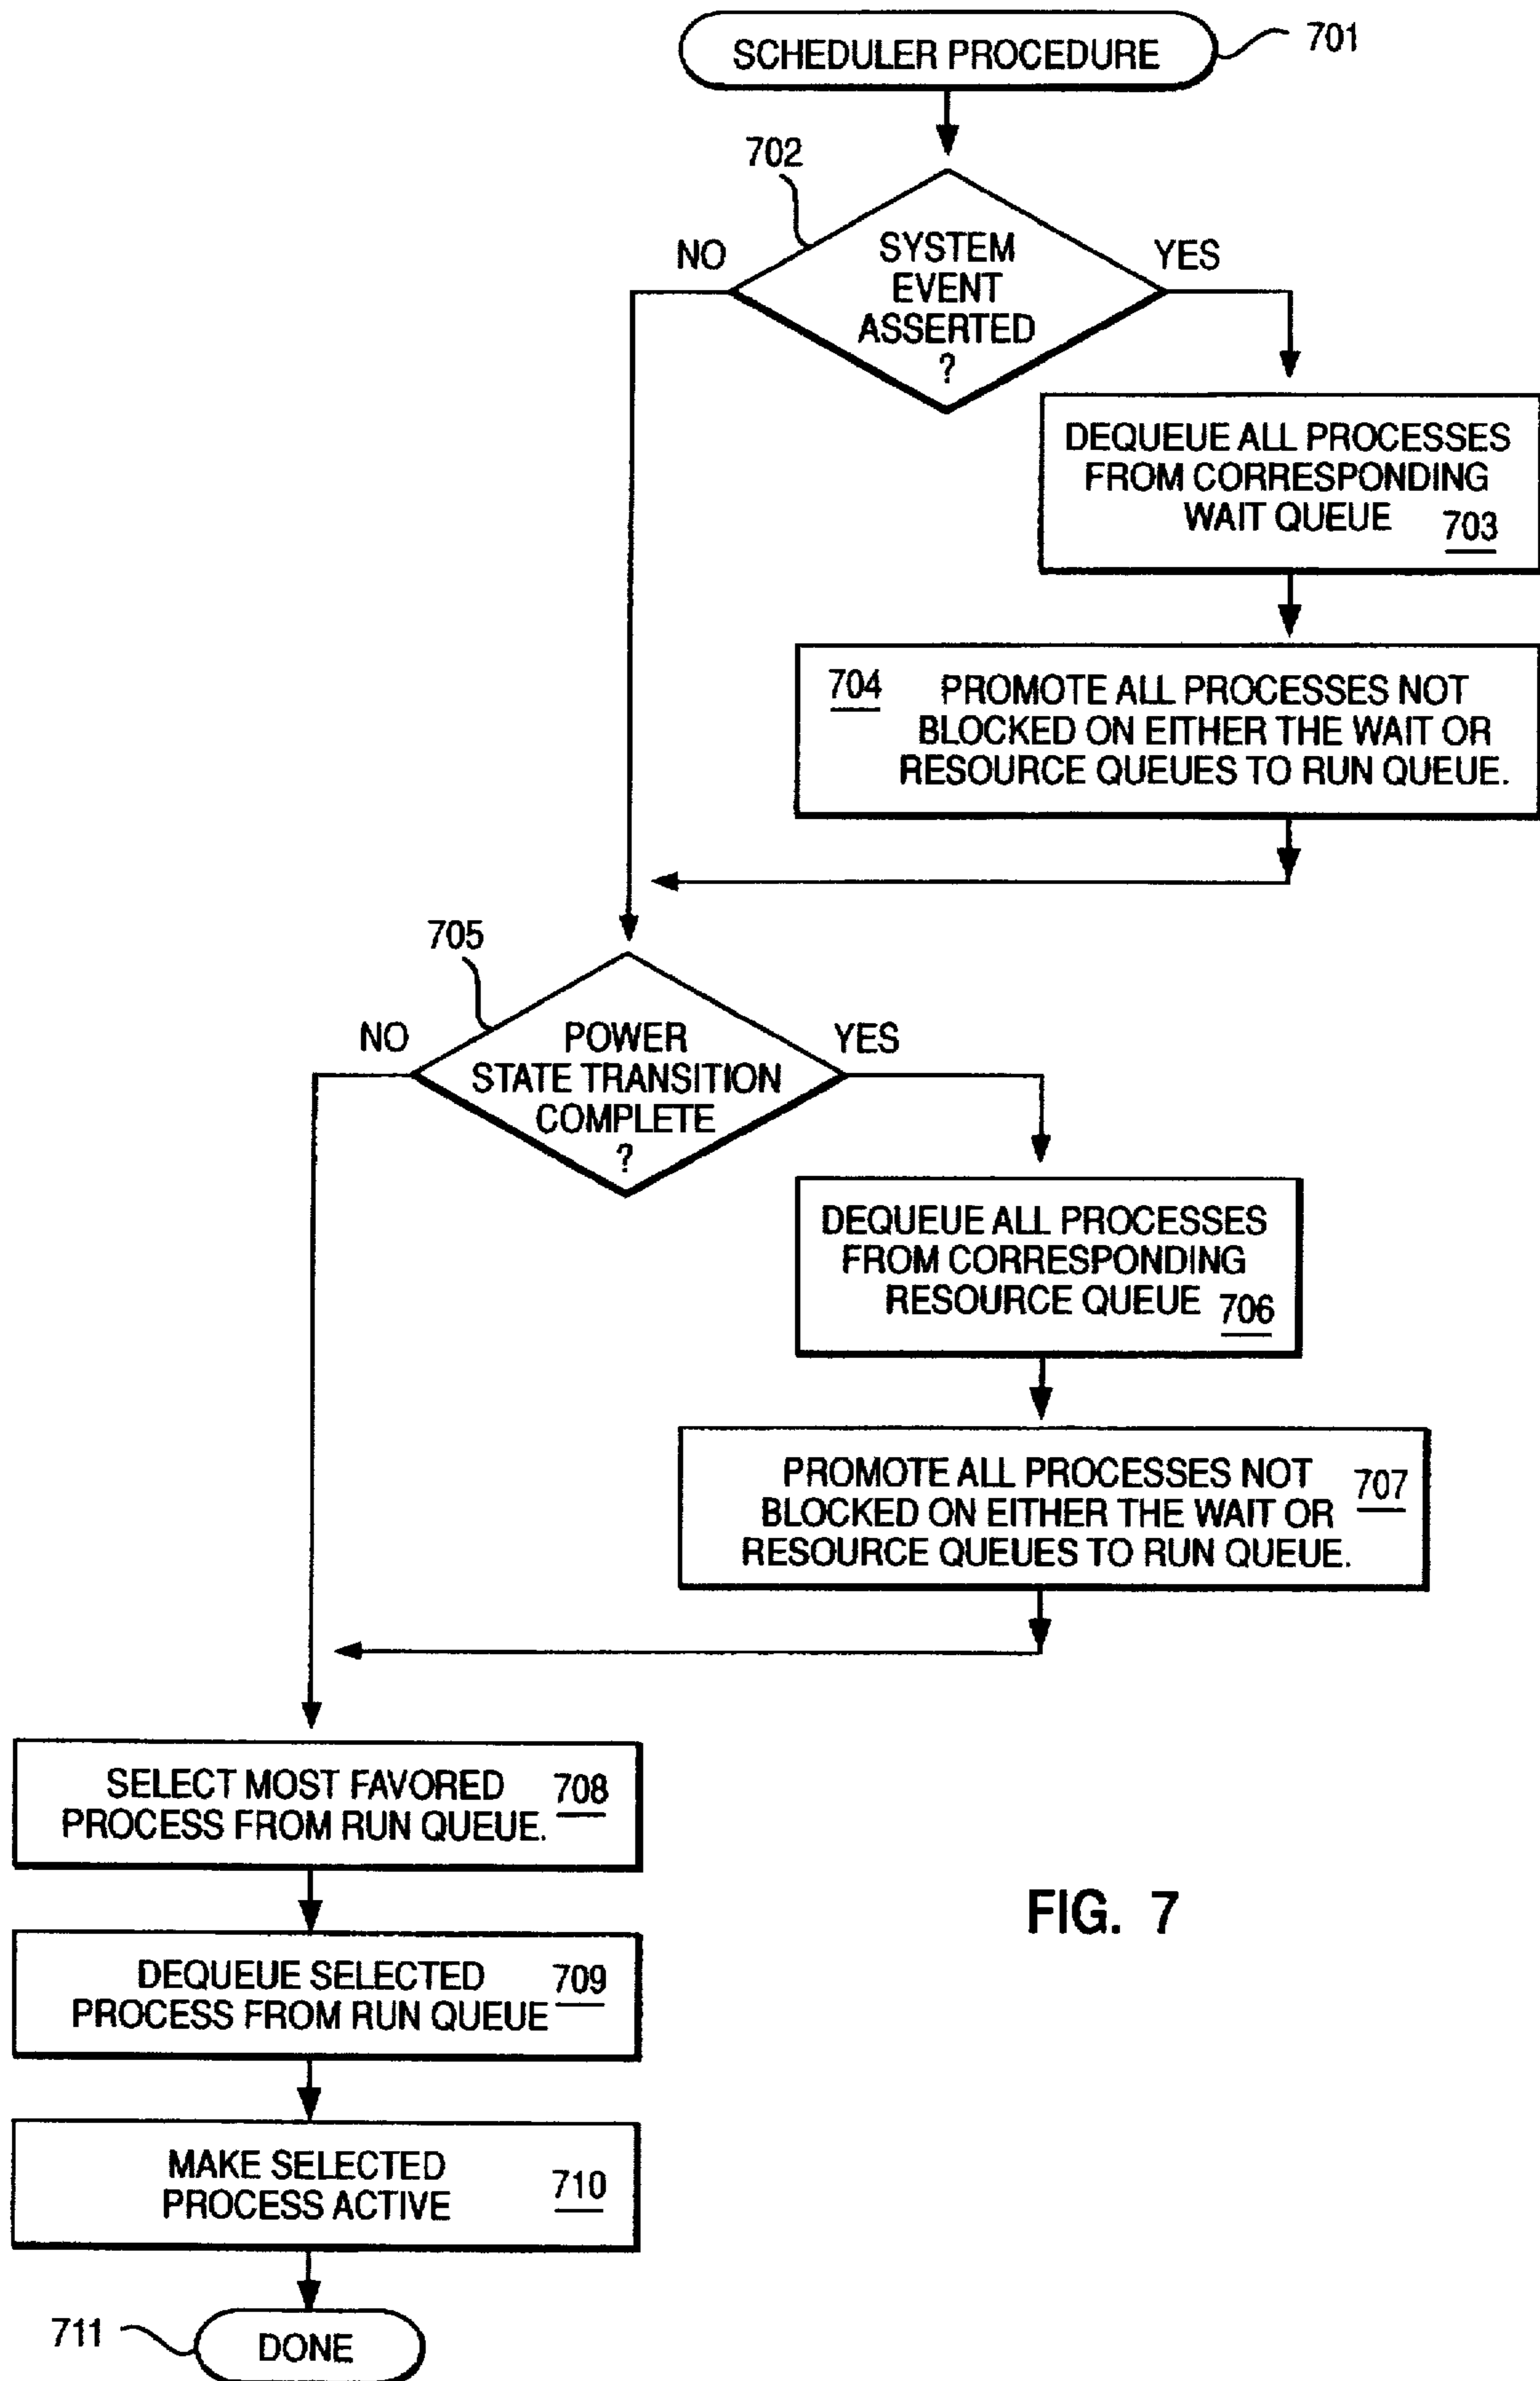 SCHEDULER PROCEDURE
701
702
NO
SYSTEM
EVENT
ASSERTED
?
YES
DEQUEUE ALL PROCESSES
FROM CORRESPONDING
WAIT QUEUE 703
704 PROMOTE ALL PROCESSES NOT
BLOCKED ON EITHER THE WAIT OR
RESOURCE QUEUES TO RUN QUEUE.
705
NO
POWER
STATE TRANSITION
COMPLETE
?
YES
DEQUEUE ALL PROCESSES
FROM CORRESPONDING
RESOURCE QUEUE 706
PROMOTE ALL PROCESSES NOT 707
BLOCKED ON EITHER THE WAIT OR
RESOURCE QUEUES TO RUN QUEUE.
SELECT MOST FAVORED 708
PROCESS FROM RUN QUEUE.
FIG. 7
DEQUEUE SELECTED 709
PROCESS FROM RUN QUEUE
MAKE SELECTED
PROCESS ACTIVE 710
711
DONE